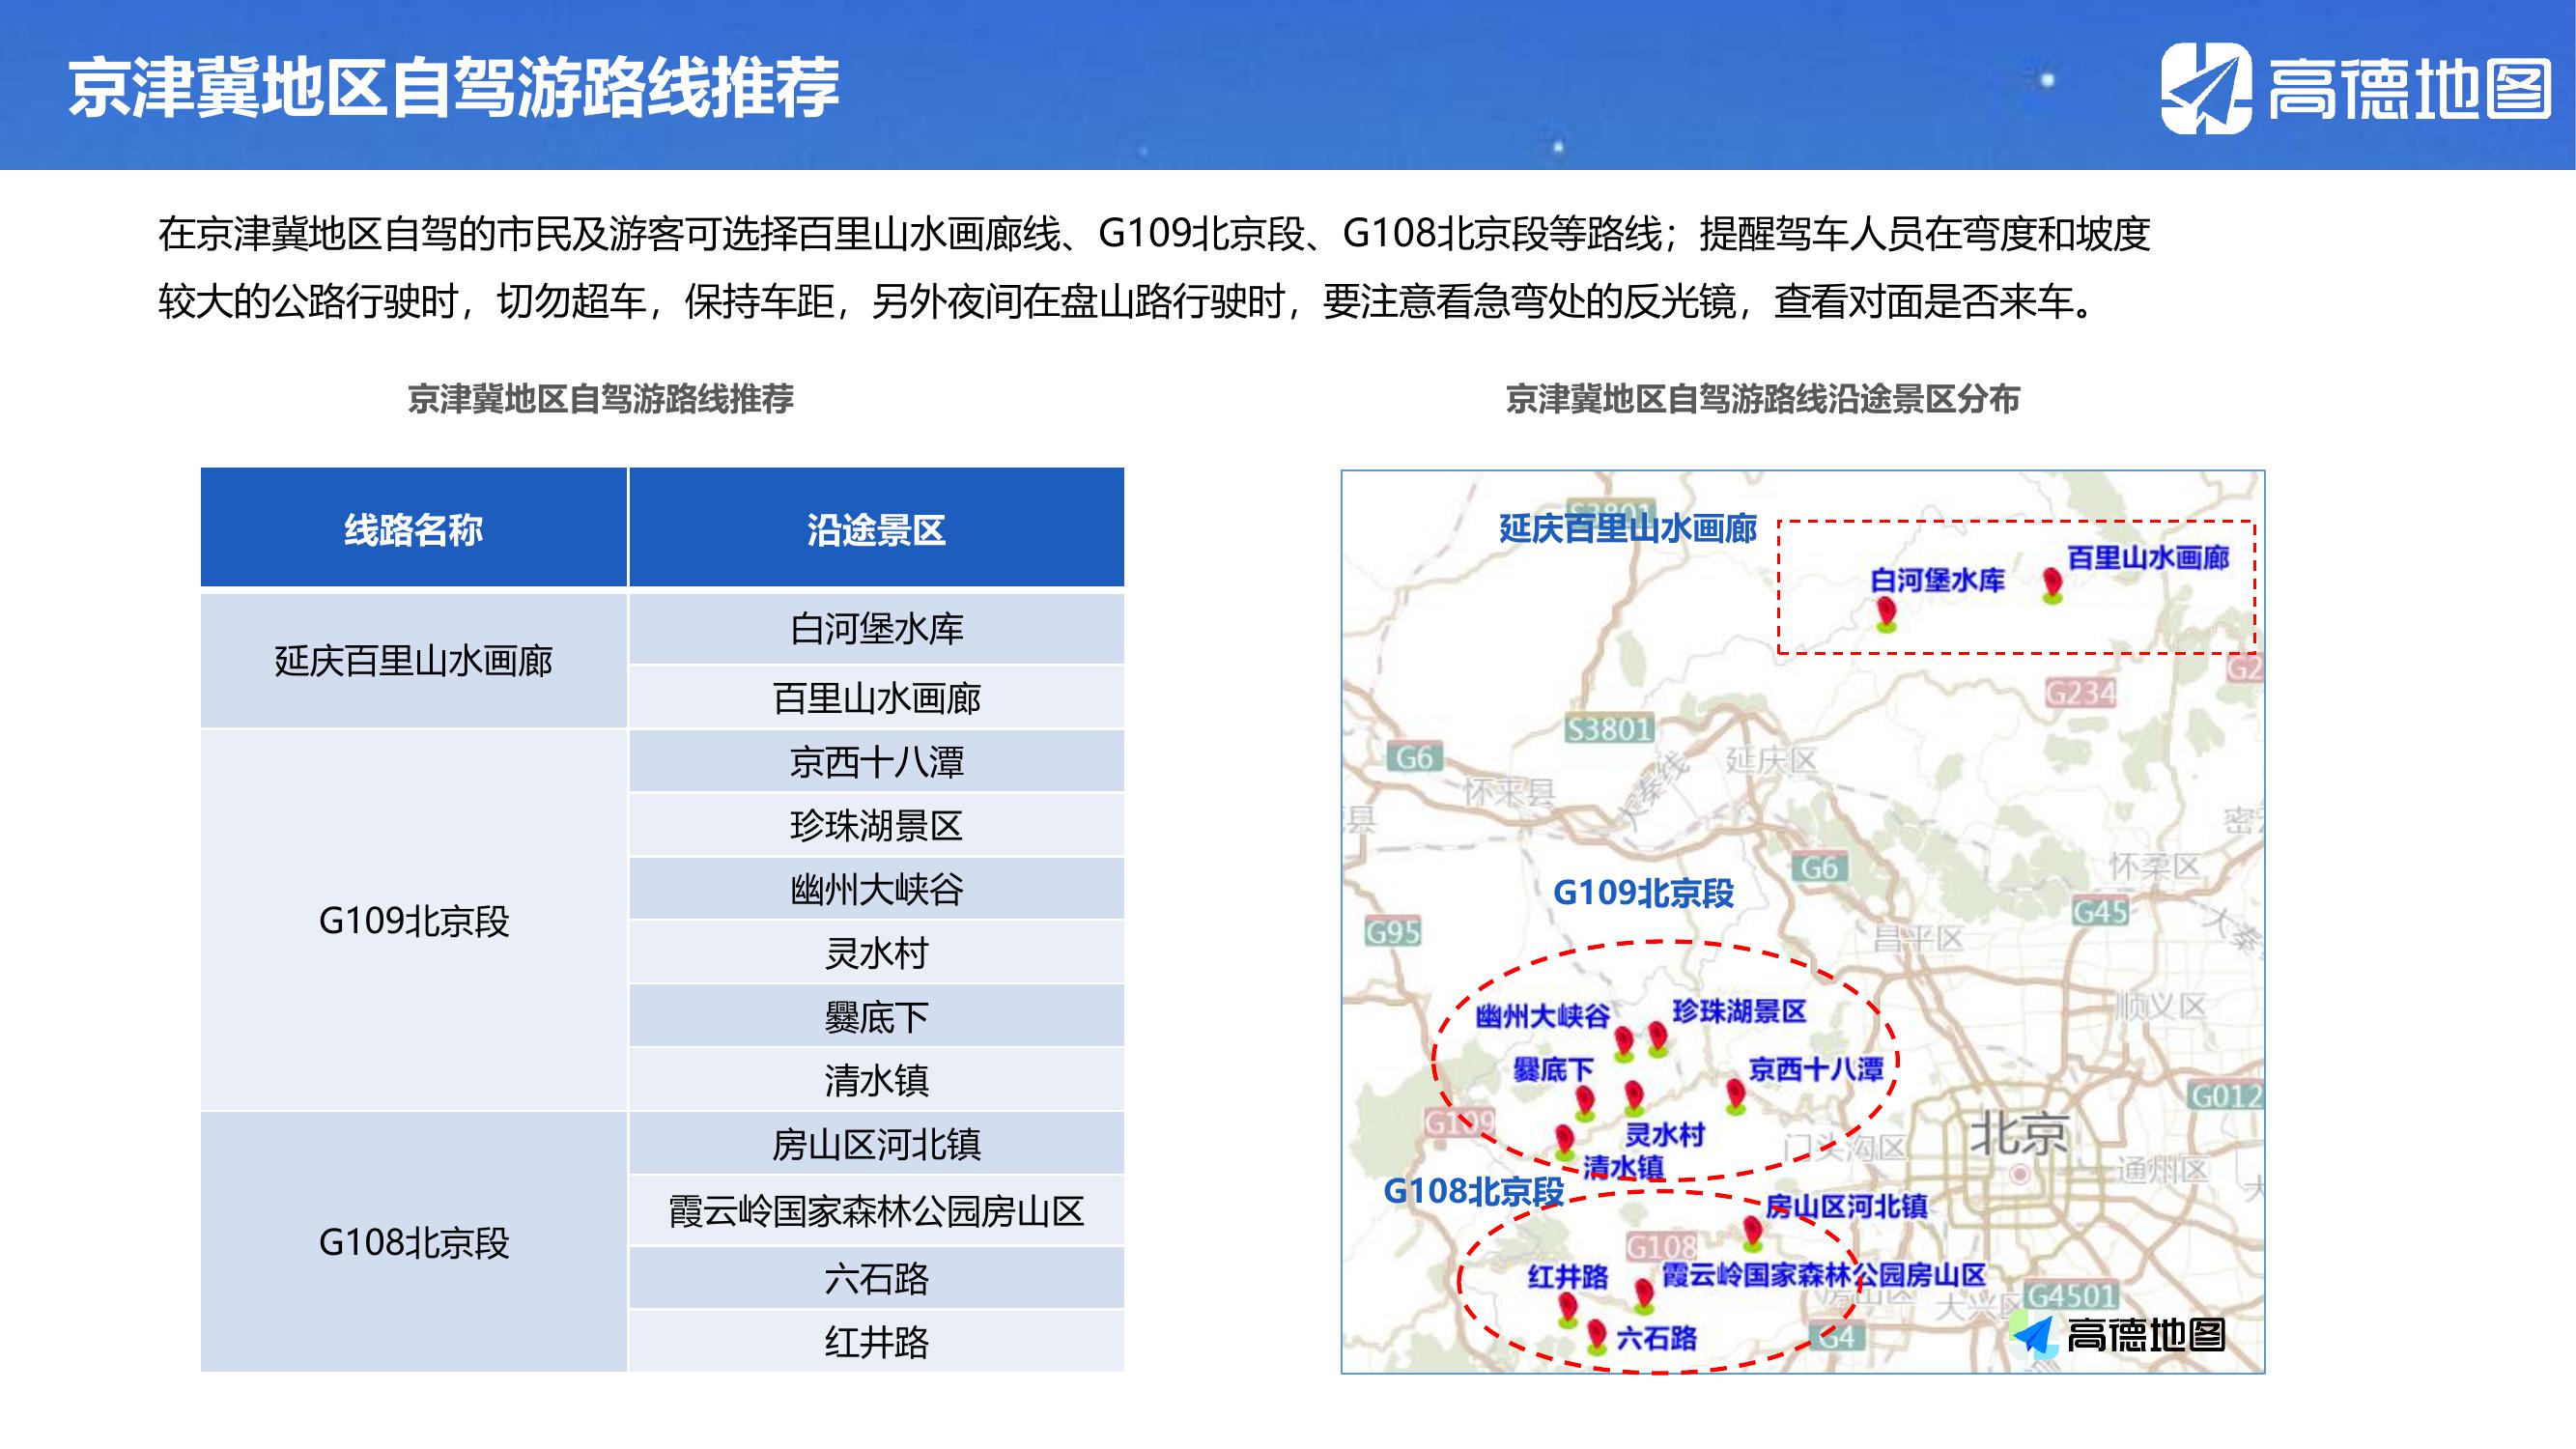 京津冀地区自驾游路线推荐
高德地图
在京津冀地区自驾的市民及游客可选择百里山水画廊线、G109北京段、G108北京段等路线；提醒驾车人员在弯度和坡度
较大的公路行驶时，切勿超车，保持车距，另外夜间在盘山路行驶时，要注意看急弯处的反光镜，查看对面是否来车。
京津冀地区自驾游路线推荐
线路名称 沿途景区
延庆百里山水画廊
白河堡水库
百里山水画廊
G109北京段
京西十八潭
珍珠湖景区
幽州大峡谷
灵水村
爨底下
清水镇
G108北京段
房山区河北镇
霞云岭国家森林公园房山区
六石路
红井路
京津冀地区自驾游路线沿途景区分布
S3801
延庆百里山水画廊
百里山水画廊
白河堡水库
G234
S3801
G6
延庆区
怀来县
大秦线
县
G6
怀柔区
G109北京段
G45
G95
昌平区
顺义区
幽州大峡谷
珍珠湖景区
爨底下
京西十八潭
G012
G109
灵水村
门头沟区
北京
清水镇
通州区
G108北京段
房山区河北镇
G108
红井路
霞云岭国家森林公园房山区
房山区
大兴区
G4501
六石路
G4
高德地图